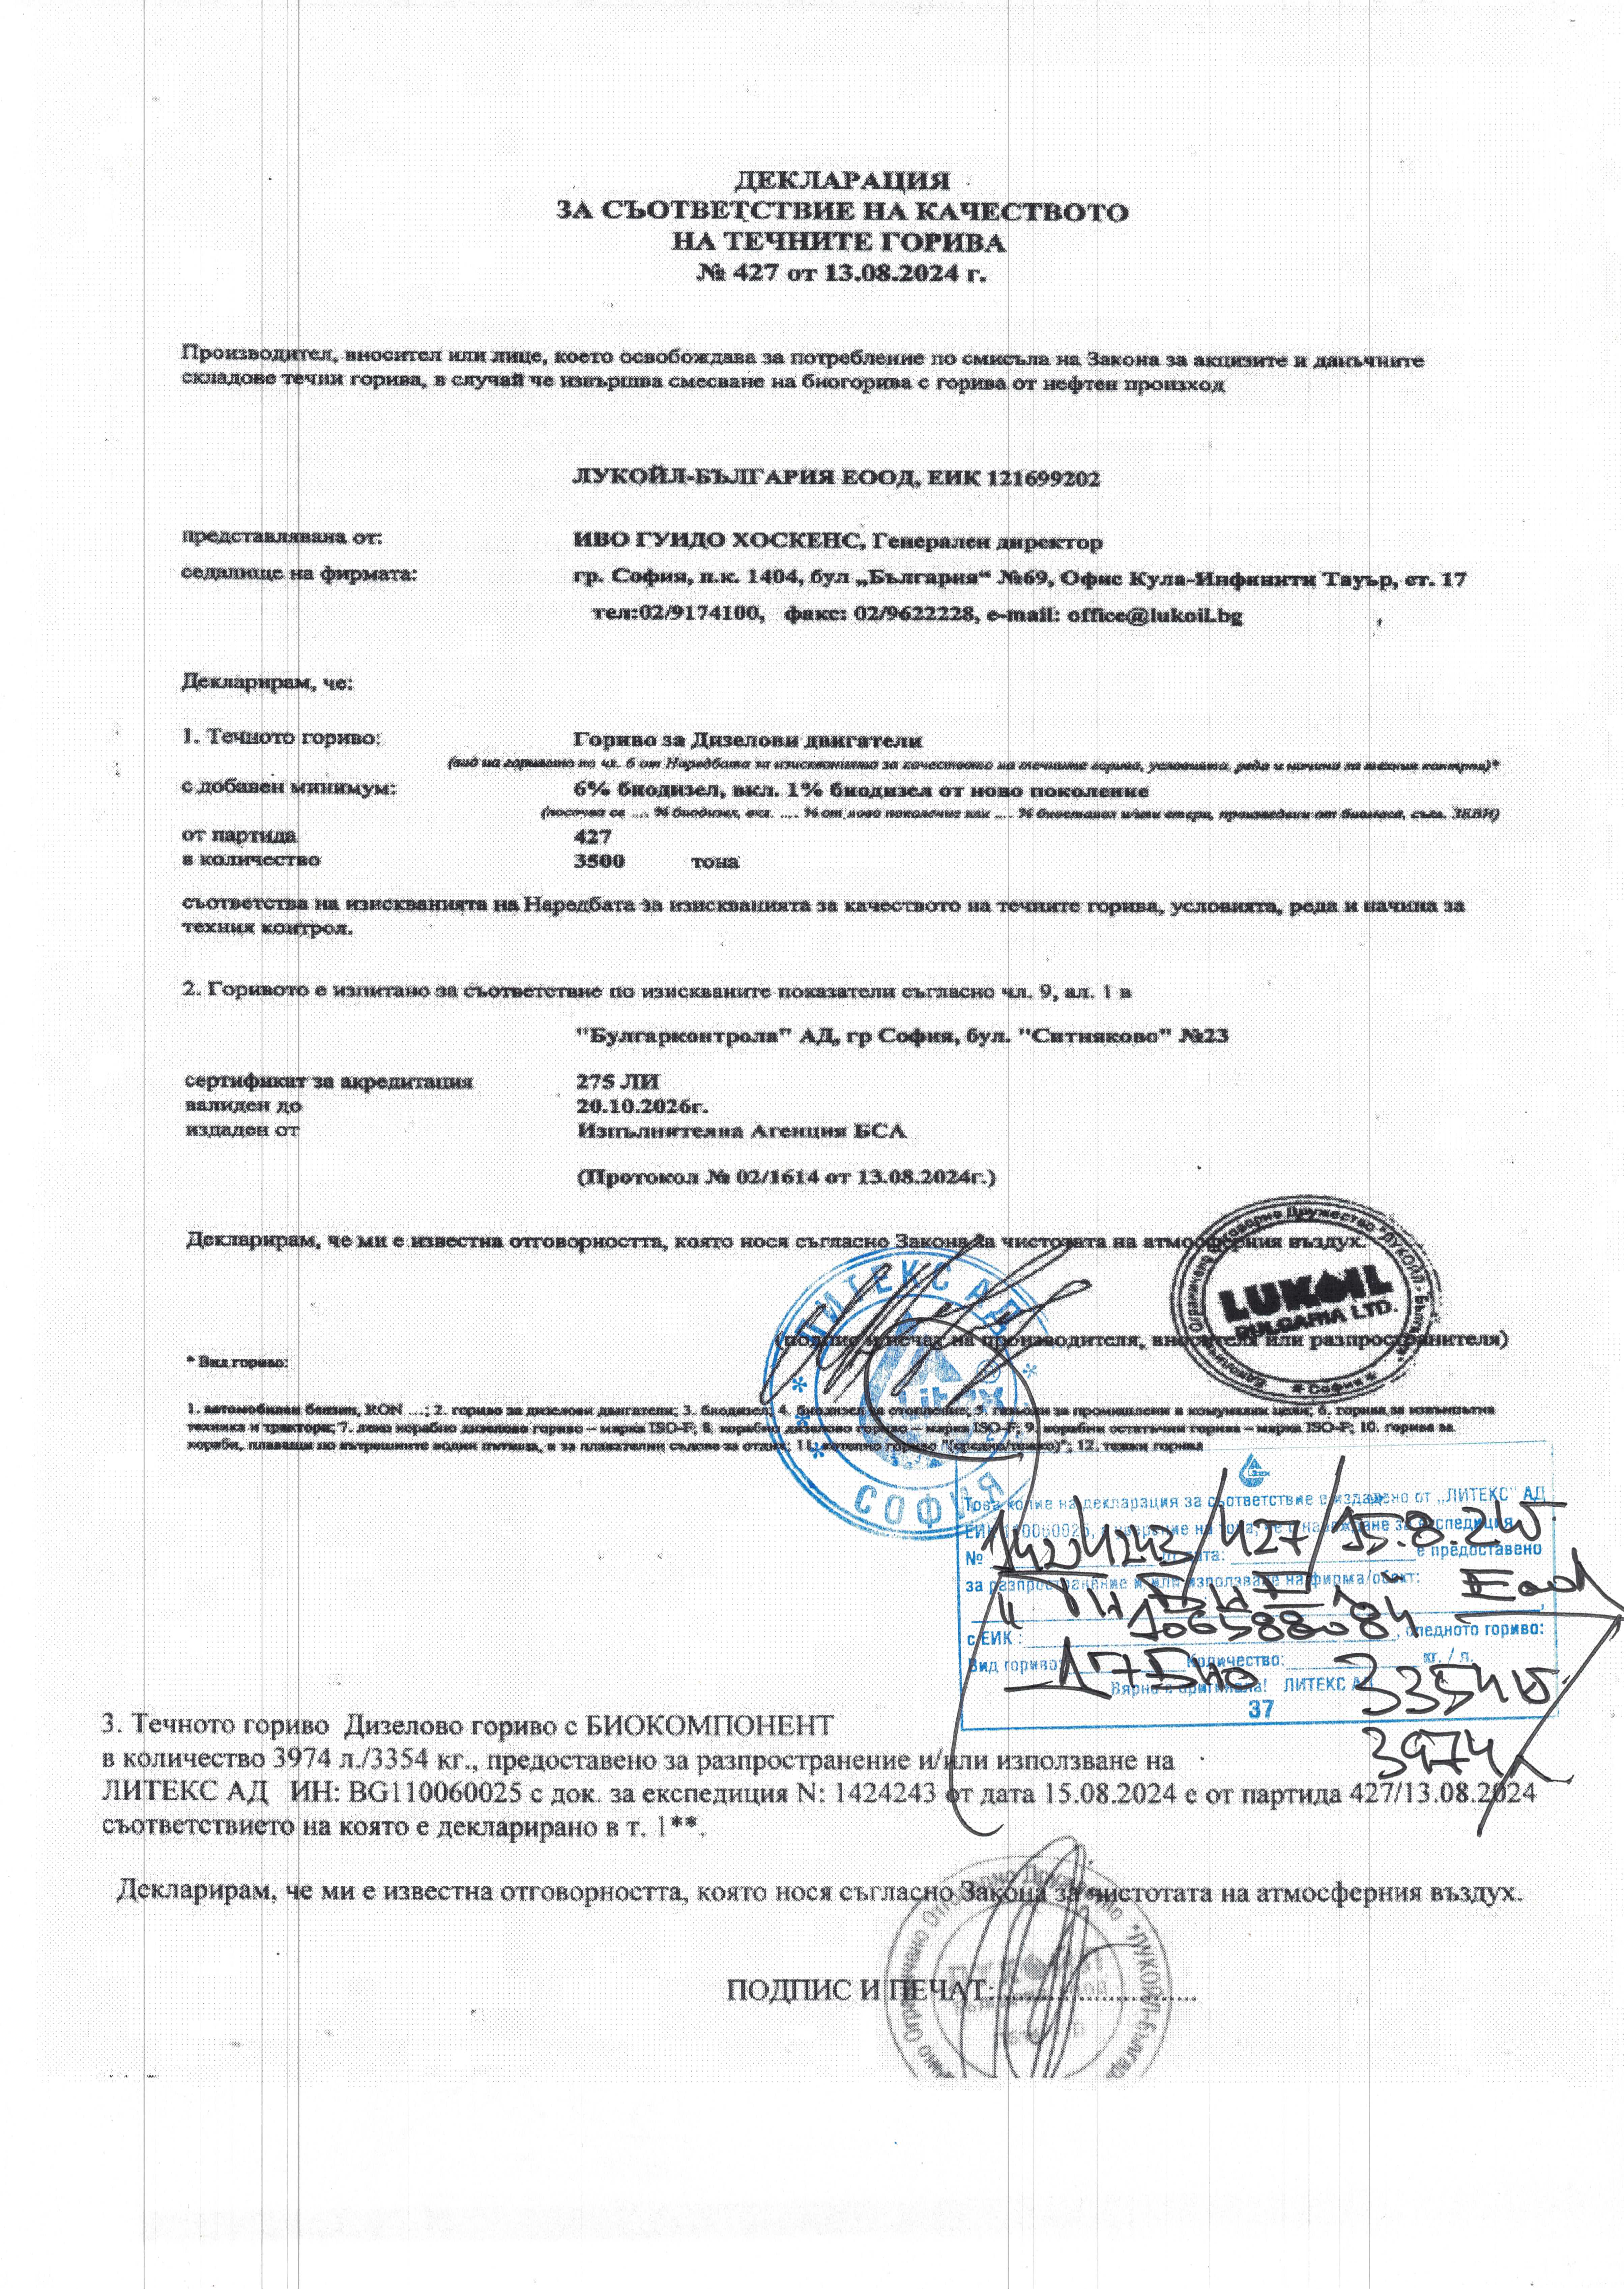 ДЕКЛАРАЦИЯ
ЗА СЪОТВЕТСТВИЕ НА КАЧЕСТВОТО
НА ТЕЧНИТЕ ГОРИВА
№ 427 от 13.08.2024 г.
Производител, вносител или лице, което освобождава за потребление по смисъла на Закона за акцизите и данъчните
складове течни горива, в случай че извършва смесване на биогорива с горива от нефтен произход
ЛУКОЙЛ-БЪЛГАРИЯ ЕООД, ЕИК 121699202
представлявана от: ИВО ГУИДО ХОСКЕНС, Генерален директор
седалище на фирмата: гр. София, п.к. 1404, бул „България“ №69, Офис Кула-Инфинити Тауър, ет. 17
тел:02/9174100, факс: 02/9622228, e-mail: office@lukoil.bg
Декларирам, че:
1. Течното гориво: Гориво за Дизелови двигатели
(вид на горивото по чл. 6 от Наредбата за изискванията за качеството на течните горива, условията, реда и начина за техния контрол)*
с добавен минимум: 6% биодизел, вкл. 1% биодизел от ново поколение
(посочва се .... % биодизел, вкл. .... % от ново поколение или .... % биоетанол и/или етери, произведени от биомаса, съгл. ЗЕВИ)
от партида 427
в количество 3500 тона
съответства на изискванията на Наредбата за изискванията за качеството на течните горива, условията, реда и начина за
техния контрол.
2. Горивото е изпитано за съответствие по изискваните показатели съгласно чл. 9, ал. 1 в
"Булгарконтрола" АД, гр София, бул. "Ситняково" №23
сертификат за акредитация 275 ЛИ
валиден до 20.10.2026г.
издаден от Изпълнителна Агенция БСА
(Протокол № 02/1614 от 13.08.2024г.)
Декларирам, че ми е известна отговорността, която нося съгласно Закона за чистотата на атмосферния въздух.
LUKOIL
BULGARIA LTD.
София
ЛИТЕКС АД
Litex
СОФИЯ
(подпис и печат на производителя, вносителя или разпространителя)
* Вид гориво:
1. автомобилен бензин, RON ...; 2. гориво за дизелови двигатели; 3. биодизел; 4. биодизел за отопление; 5. газьоли за промишлени и комунални цели; 6. горива за извънпътна
техника и трактори; 7. леко корабно дизелово гориво – марка ISO-F; 8. корабно дизелово гориво – марка ISO-F; 9. корабни остатъчни горива – марка ISO-F; 10. горива за
кораби, плаващи по вътрешните водни пътища, и за плавателни съдове за отдих; 11. котелно гориво "(средно/тежко)"; 12. тежки горива
Това копие на декларация за съответствие е издадено от „ЛИТЕКС“ АД
ЕИК 110060025, в уверение на това, че с нареждане за експедиция
№ 1424243/427/15.8.24г. от дата: е предоставено
за разпространение и/или използване на фирма/обект:
ЕООД
с ЕИК : 106588084, следното гориво:
Вид гориво: Количество: 3354 кг. / л.
Вярно с оригинала! ЛИТЕКС АД
37
3974
3. Течното гориво Дизелово гориво с БИОКОМПОНЕНТ
в количество 3974 л./3354 кг., предоставено за разпространение и/или използване на
ЛИТЕКС АД ИН: BG110060025 с док. за експедиция N: 1424243 от дата 15.08.2024 е от партида 427/13.08.2024
съответствието на която е декларирано в т. 1**.
Декларирам, че ми е известна отговорността, която нося съгласно Закона за чистотата на атмосферния въздух.
ПОДПИС И ПЕЧАТ: